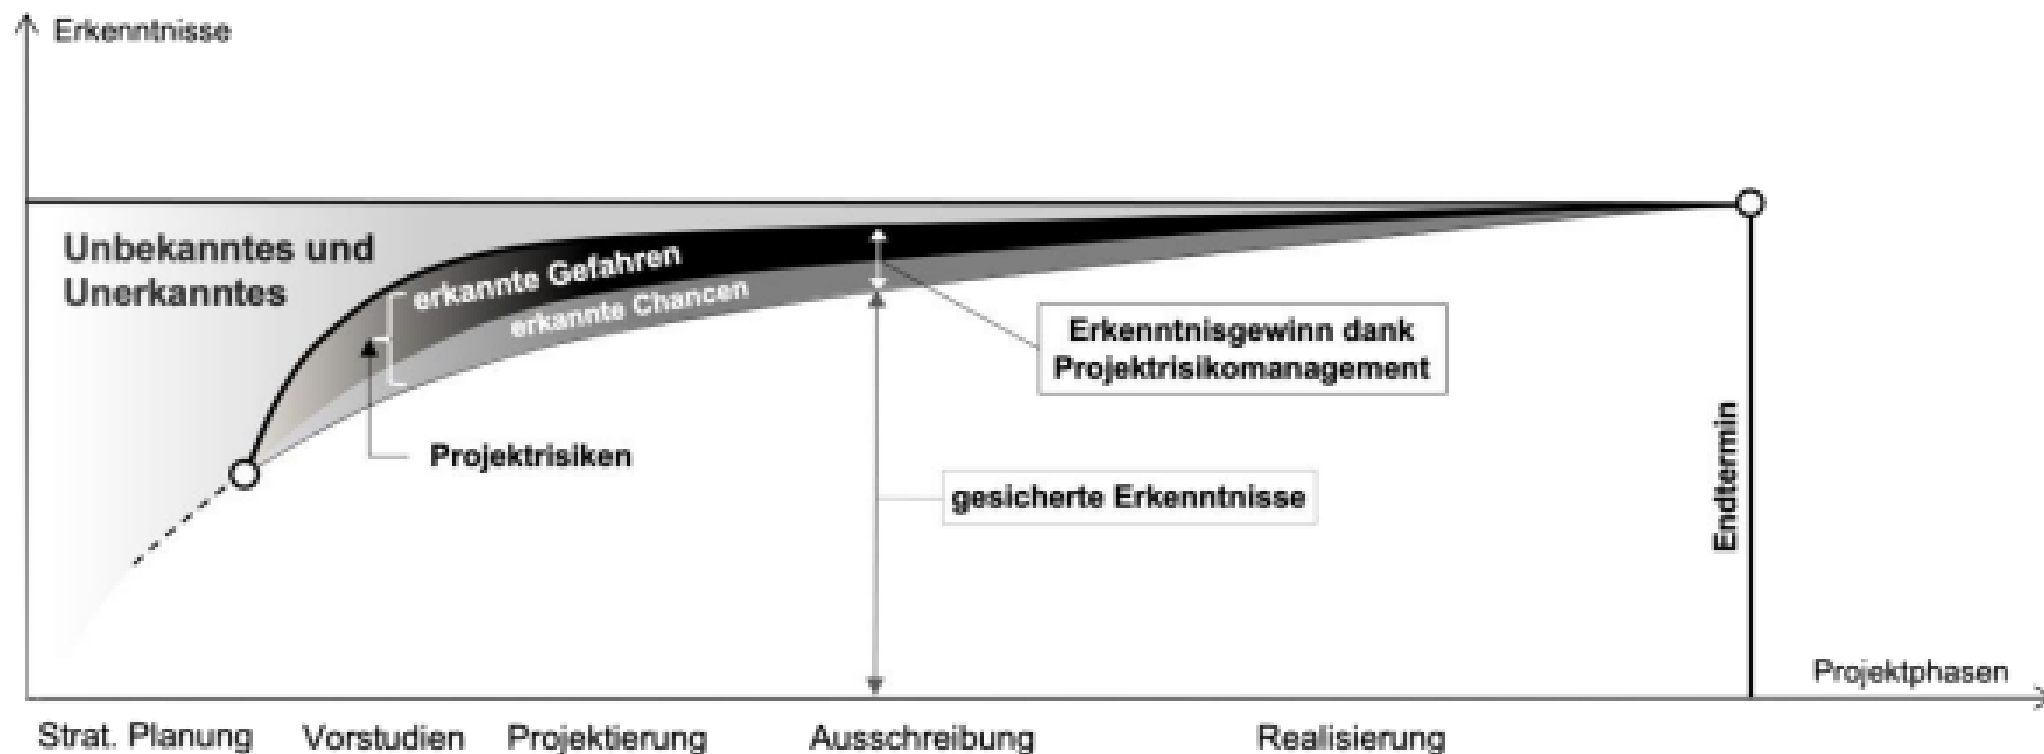 Erkenntnisse
Unbekanntes und
Unerkanntes
erkannte Gefahren
erkannte Chancen
Erkenntnisgewinn dank
Projektrisikomanagement
Projektrisiken
gesicherte Erkenntnisse
Endtermin
Projektphasen
Strat. Planung
Vorstudien
Projektierung
Ausschreibung
Realisierung